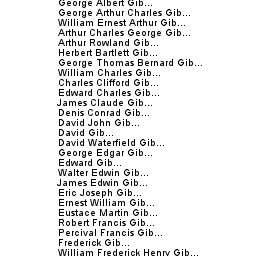 George Albert Gib...
George Arthur Charles Gib...
William Ernest Arthur Gib...
Arthur Charles George Gib...
Arthur Rowland Gib...
Herbert Bartlett Gib...
George Thomas Bernard Gib...
William Charles Gib...
Charles Clifford Gib...
Edward Charles Gib...
James Claude Gib...
Denis Conrad Gib...
David John Gib...
David Gib...
David Waterfield Gib...
George Edgar Gib...
Edward Gib...
Walter Edwin Gib...
James Edwin Gib...
Eric Joseph Gib...
Ernest William Gib...
Eustace Martin Gib...
Robert Francis Gib...
Percival Francis Gib...
Frederick Gib...
William Frederick Henry Gib...